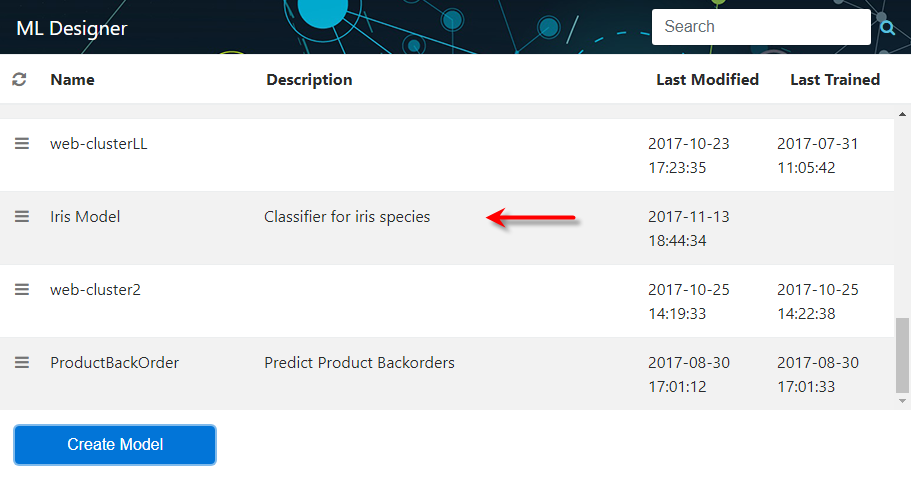 ML Designer
Search
Name Description Last Modified Last Trained
web-clusterLL 2017-10-23 2017-07-31
17:23:35 11:05:42
Iris Model Classifier for iris species 2017-11-13
18:44:34
web-cluster2 2017-10-25 2017-10-25
14:19:33 14:22:38
ProductBackOrder Predict Product Backorders 2017-08-30 2017-08-30
17:01:12 17:01:33
Create Model